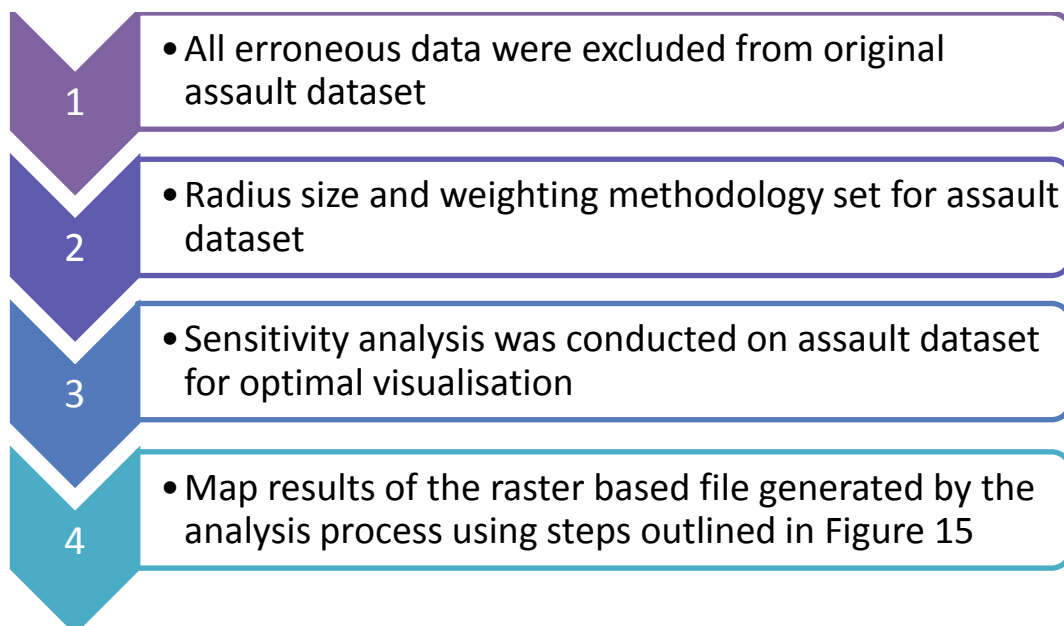 1
• All erroneous data were excluded from original
assault dataset
2
• Radius size and weighting methodology set for assault
dataset
3
• Sensitivity analysis was conducted on assault dataset
for optimal visualisation
4
• Map results of the raster based file generated by the
analysis process using steps outlined in Figure 15